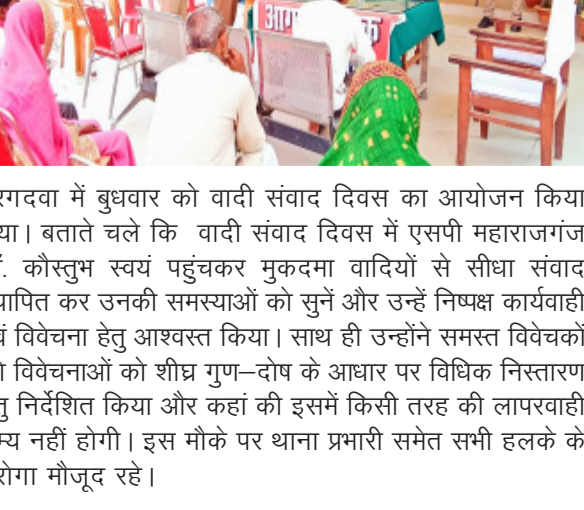 आग क
रगदवा में बुधवार को वादी संवाद दिवस का आयोजन किया
या। बताते चले कि वादी संवाद दिवस में एसपी महाराजगंज
. कौस्तुभ स्वयं पहुंचकर मुकदमा वादियों से सीधा संवाद
थापित कर उनकी समस्याओं को सुनें और उन्हें निष्पक्ष कार्यवाही
वं विवेचना हेतु आश्वस्त किया। साथ ही उन्होंने समस्त विवेचकों
ो विवेचनाओं को शीघ्र गुण—दोष के आधार पर विधिक निस्तारण
तु निर्देशित किया और कहां की इसमें किसी तरह की लापरवाही
म्य नहीं होगी। इस मौके पर थाना प्रभारी समेत सभी हलके के
रोगा मौजूद रहे।